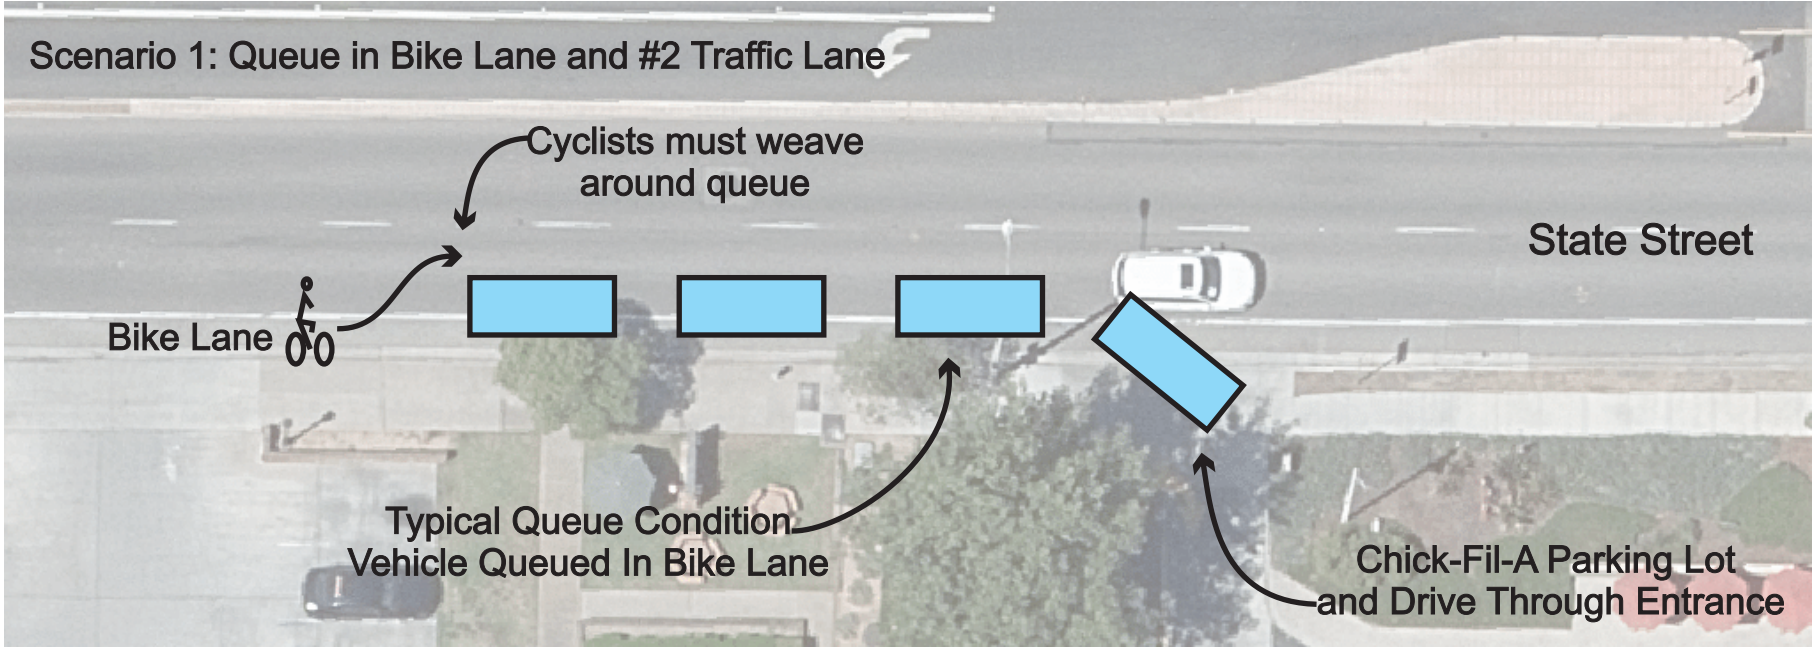 Scenario 1: Queue in Bike Lane and #2 Traffic Lane
Cyclists must weave
around queue
State Street
Bike Lane
Typical Queue Condition
Vehicle Queued In Bike Lane
Chick-Fil-A Parking Lot
and Drive Through Entrance